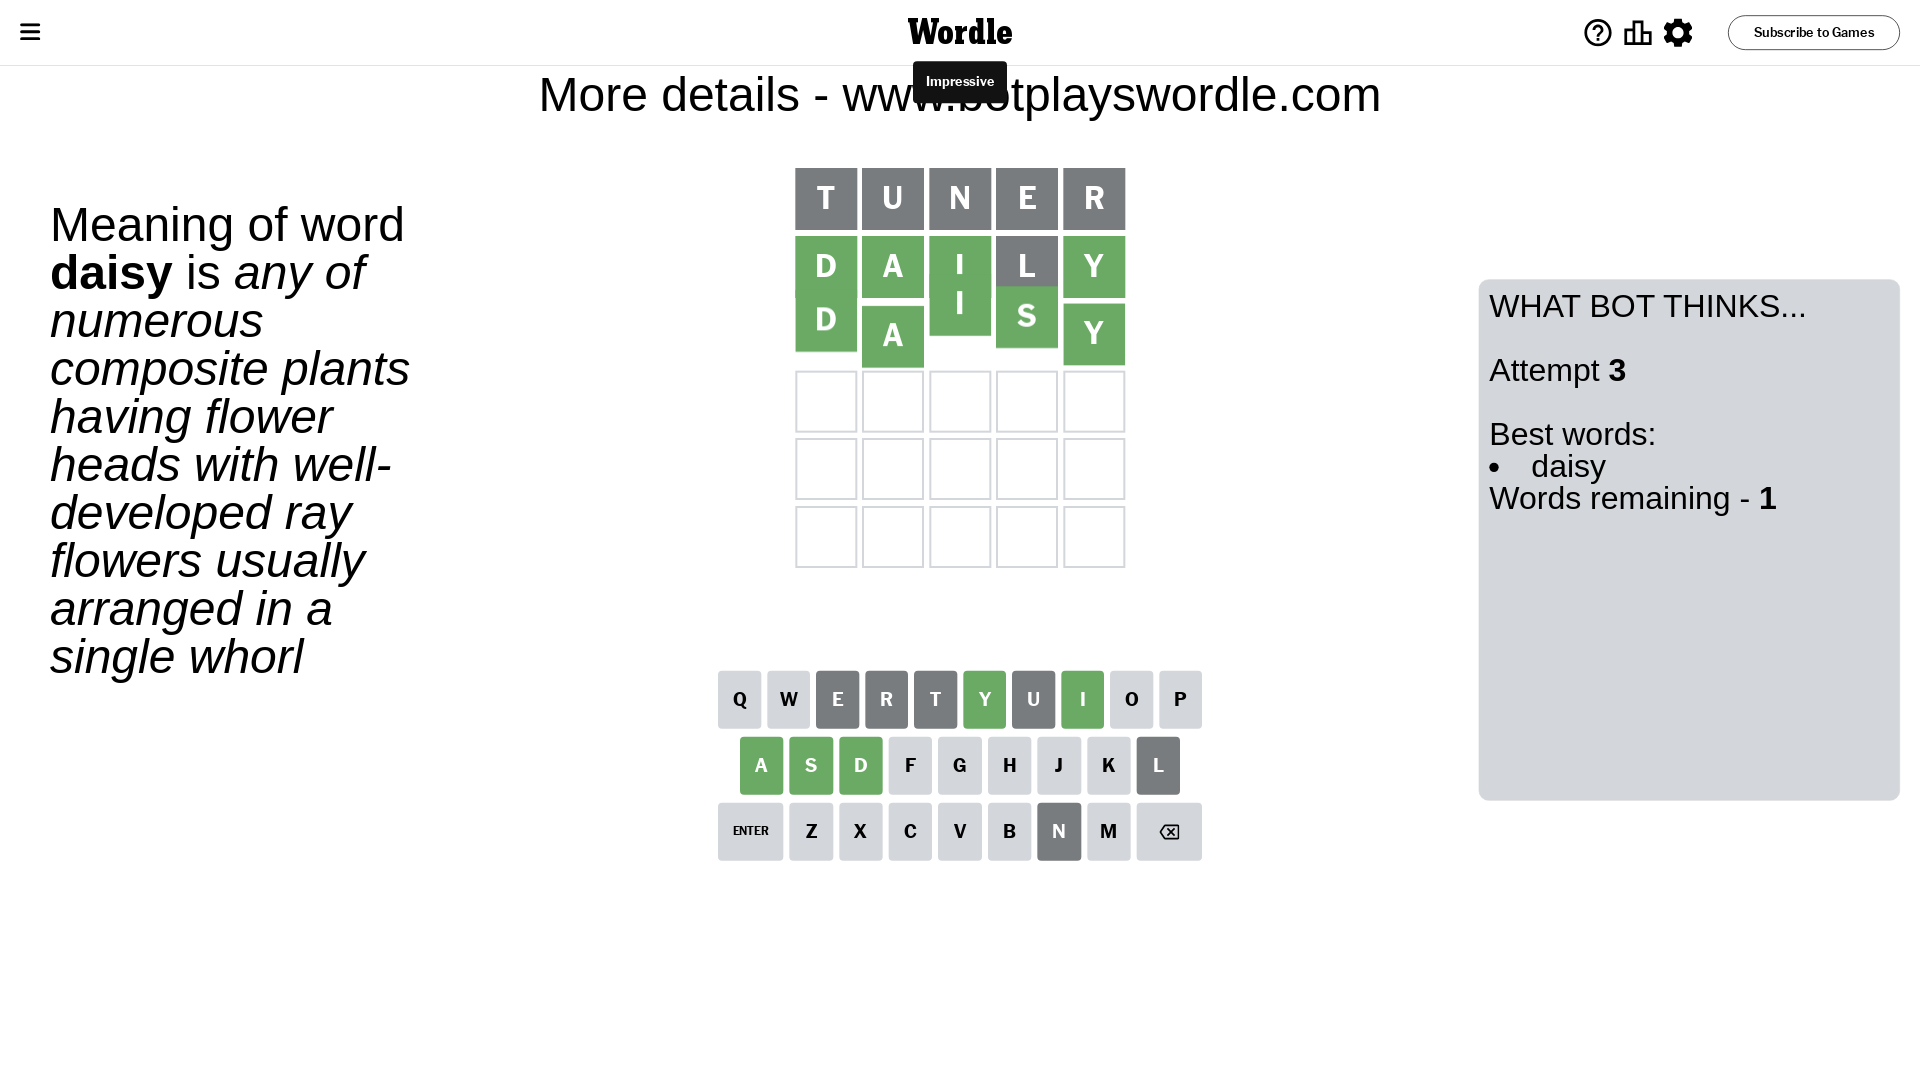 Wordle
Subscribe to Games
Impressive
More details - www.botplayswordle.com
Meaning of word
daisy is any of
numerous
composite plants
having flower
heads with well-
developed ray
flowers usually
arranged in a
single whorl
T U N E R
D A I L Y
D A I S Y
WHAT BOT THINKS...
Attempt 3
Best words:
• daisy
Words remaining - 1
Q W E R T Y U I O P
A S D F G H J K L
ENTER Z X C V B N M